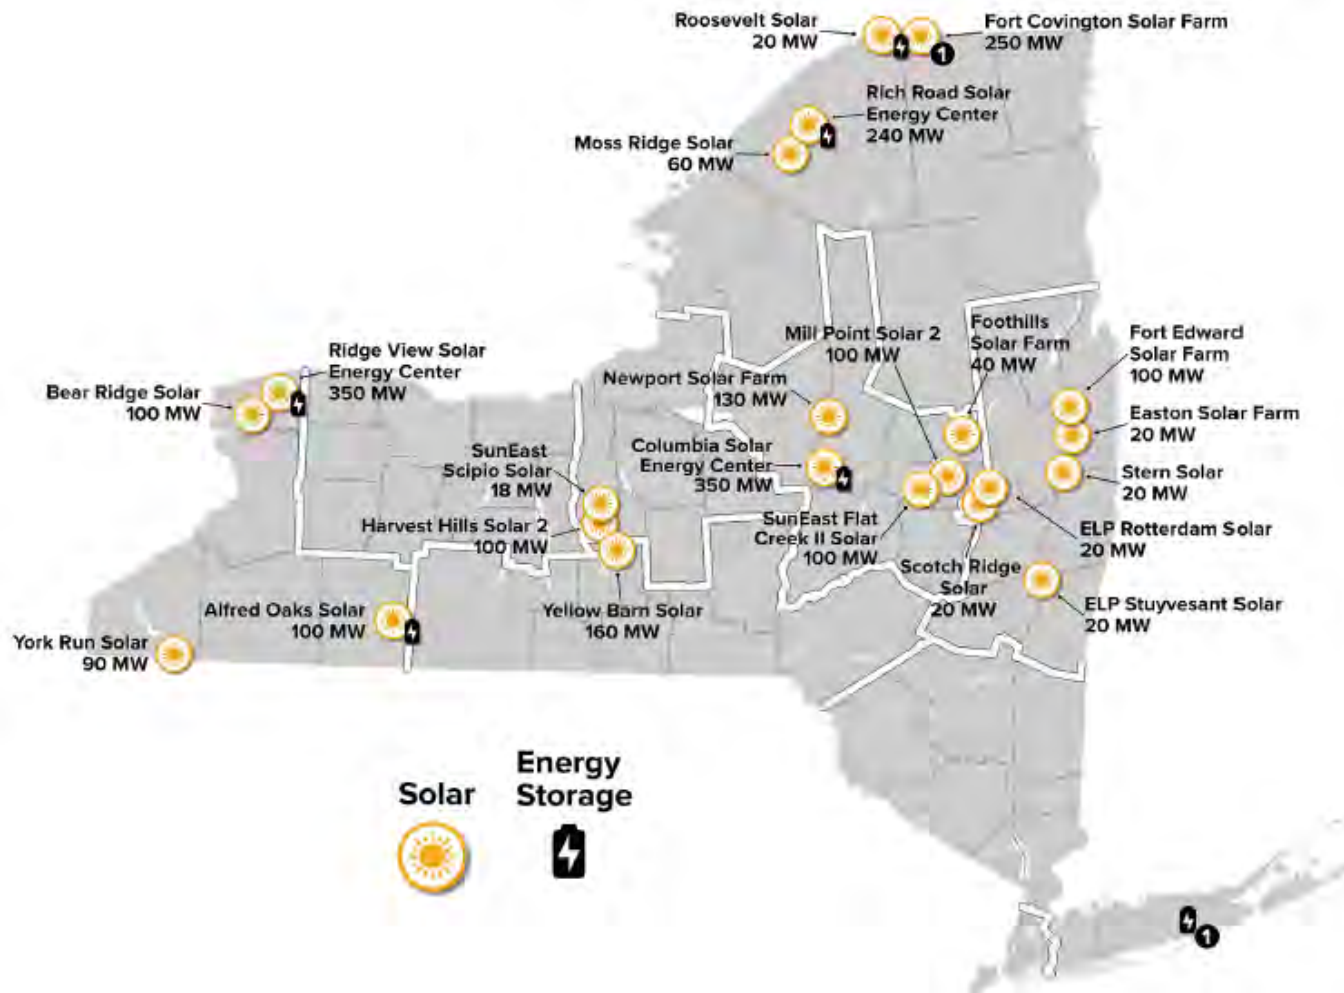 Roosevelt Solar
20 MW
Fort Covington Solar Farm
250 MW
1
Rich Road Solar
Energy Center
240 MW
Moss Ridge Solar
60 MW
Mill Point Solar 2
100 MW
Foothills
Solar Farm
40 MW
Fort Edward
Solar Farm
100 MW
Ridge View Solar
Energy Center
350 MW
Bear Ridge Solar
100 MW
Newport Solar Farm
130 MW
Easton Solar Farm
20 MW
SunEast
Scipio Solar
18 MW
Columbia Solar
Energy Center
350 MW
Stern Solar
20 MW
Harvest Hills Solar 2
100 MW
SunEast Flat
Creek II Solar
100 MW
ELP Rotterdam Solar
20 MW
Scotch Ridge
Solar
20 MW
Alfred Oaks Solar
100 MW
Yellow Barn Solar
160 MW
ELP Stuyvesant Solar
20 MW
York Run Solar
90 MW
Solar
Energy
Storage
1